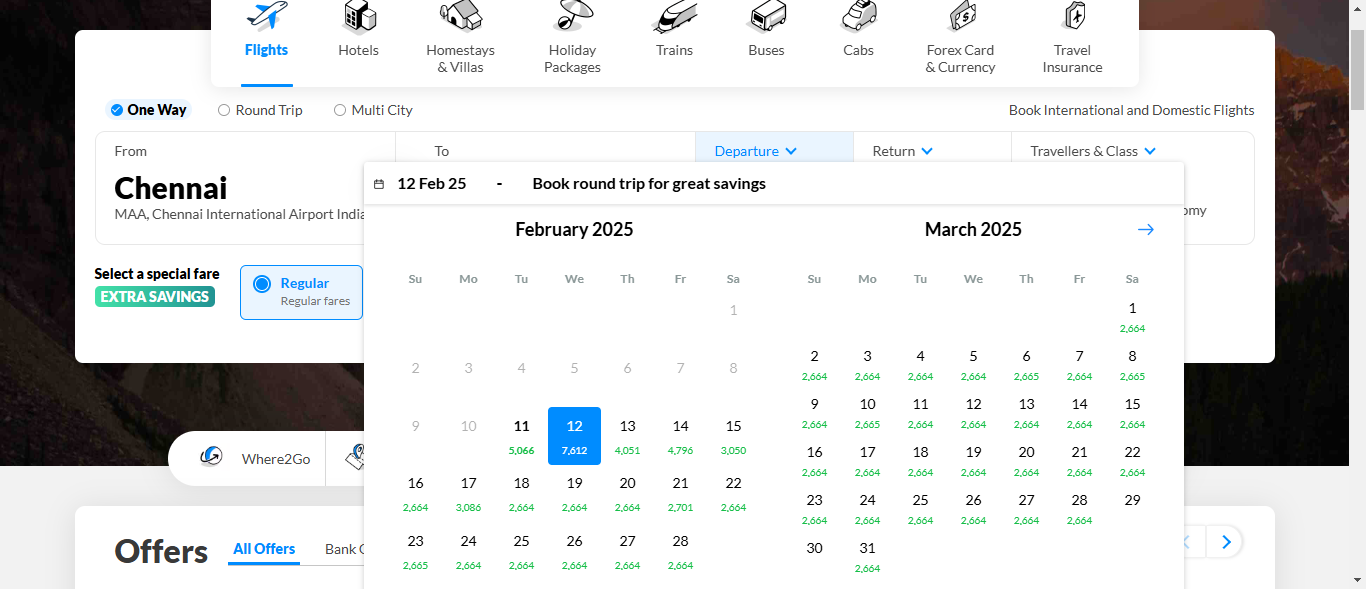 Flights Hotels Homestays & Villas Holiday Packages Trains Buses Cabs Forex Card & Currency Travel Insurance
One Way Round Trip Multi City Book International and Domestic Flights
From To Departure Return Travellers & Class
Chennai
MAA, Chennai International Airport India
12 Feb 25 - Book round trip for great savings
February 2025 March 2025
Select a special fare
EXTRA SAVINGS
Regular
Regular fares
Su Mo Tu We Th Fr Sa
1
2 3 4 5 6 7 8
9 10 11 12 13 14 15
5,066 7,612 4,051 4,796 3,050
16 17 18 19 20 21 22
2,664 3,086 2,664 2,664 2,664 2,701 2,664
23 24 25 26 27 28
2,665 2,664 2,664 2,664 2,664 2,664
Su Mo Tu We Th Fr Sa
1
2,664
2 3 4 5 6 7 8
2,664 2,664 2,664 2,664 2,665 2,664 2,665
9 10 11 12 13 14 15
2,664 2,665 2,664 2,664 2,664 2,664 2,664
16 17 18 19 20 21 22
2,664 2,664 2,664 2,664 2,664 2,664 2,664
23 24 25 26 27 28 29
2,664 2,664 2,664 2,664 2,664 2,664
30 31
2,664
Where2Go
Offers All Offers Bank